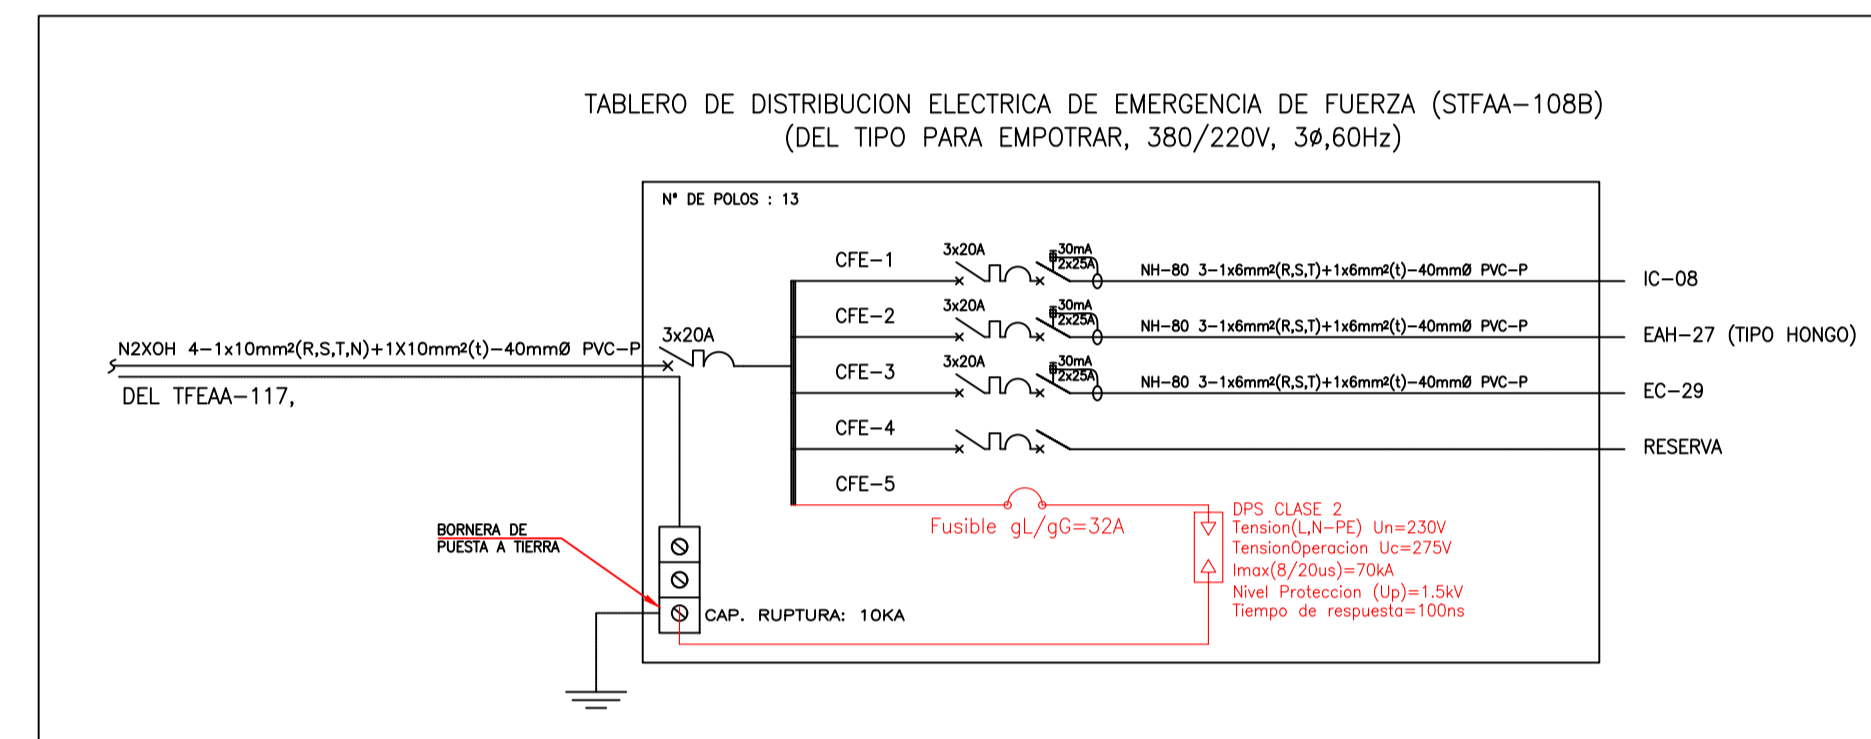 TABLERO DE DISTRIBUCION ELECTRICA DE EMERGENCIA DE FUERZA (STFAA-108B)
(DEL TIPO PARA EMPOTRAR, 380/220V, 3ø,60Hz)
N° DE POLOS : 13
CFE-1
3x20A
30mA
2x25A
NH-80 3-1x6mm²(R,S,T)+1x6mm²(t)-40mmØ PVC-P
IC-08
CFE-2
3x20A
30mA
2x25A
NH-80 3-1x6mm²(R,S,T)+1x6mm²(t)-40mmØ PVC-P
EAH-27 (TIPO HONGO)
N2XOH 4-1x10mm²(R,S,T,N)+1X10mm²(t)-40mmØ PVC-P
3x20A
DEL TFEAA-117,
CFE-3
3x20A
30mA
2x25A
NH-80 3-1x6mm²(R,S,T)+1x6mm²(t)-40mmØ PVC-P
EC-29
CFE-4
RESERVA
CFE-5
Fusible gL/gG=32A
DPS CLASE 2
Tension(L,N-PE) Un=230V
TensionOperacion Uc=275V
Imax(8/20us)=70kA
Nivel Proteccion (Up)=1.5kV
Tiempo de respuesta=100ns
BORNERA DE
PUESTA A TIERRA
CAP. RUPTURA: 10KA